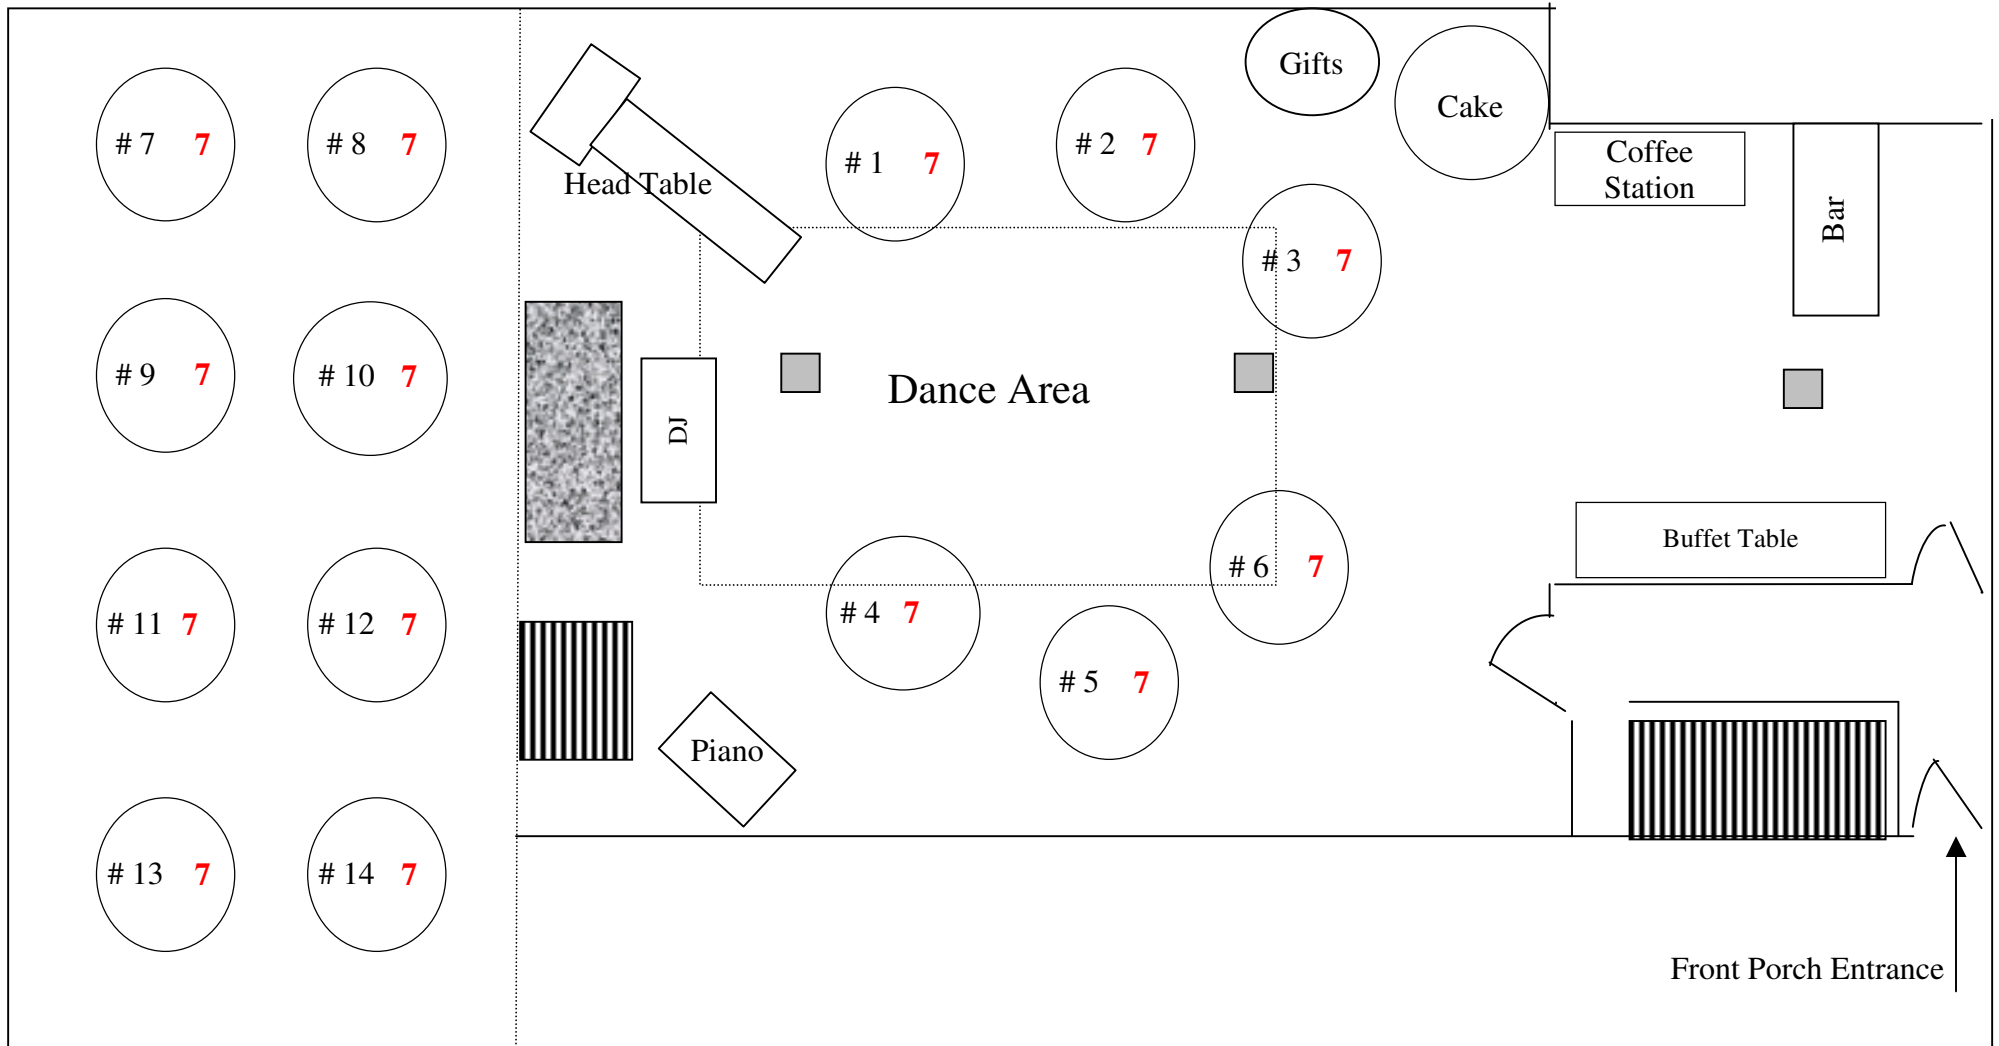 Gifts
Cake
# 7 7
# 8 7
# 1 7
# 2 7
Coffee
Station
Bar
Head Table
# 3 7
# 9 7
# 10 7
Dance Area
DJ
Buffet Table
# 6 7
# 11 7
# 12 7
# 4 7
# 5 7
Piano
# 13 7
# 14 7
Front Porch Entrance